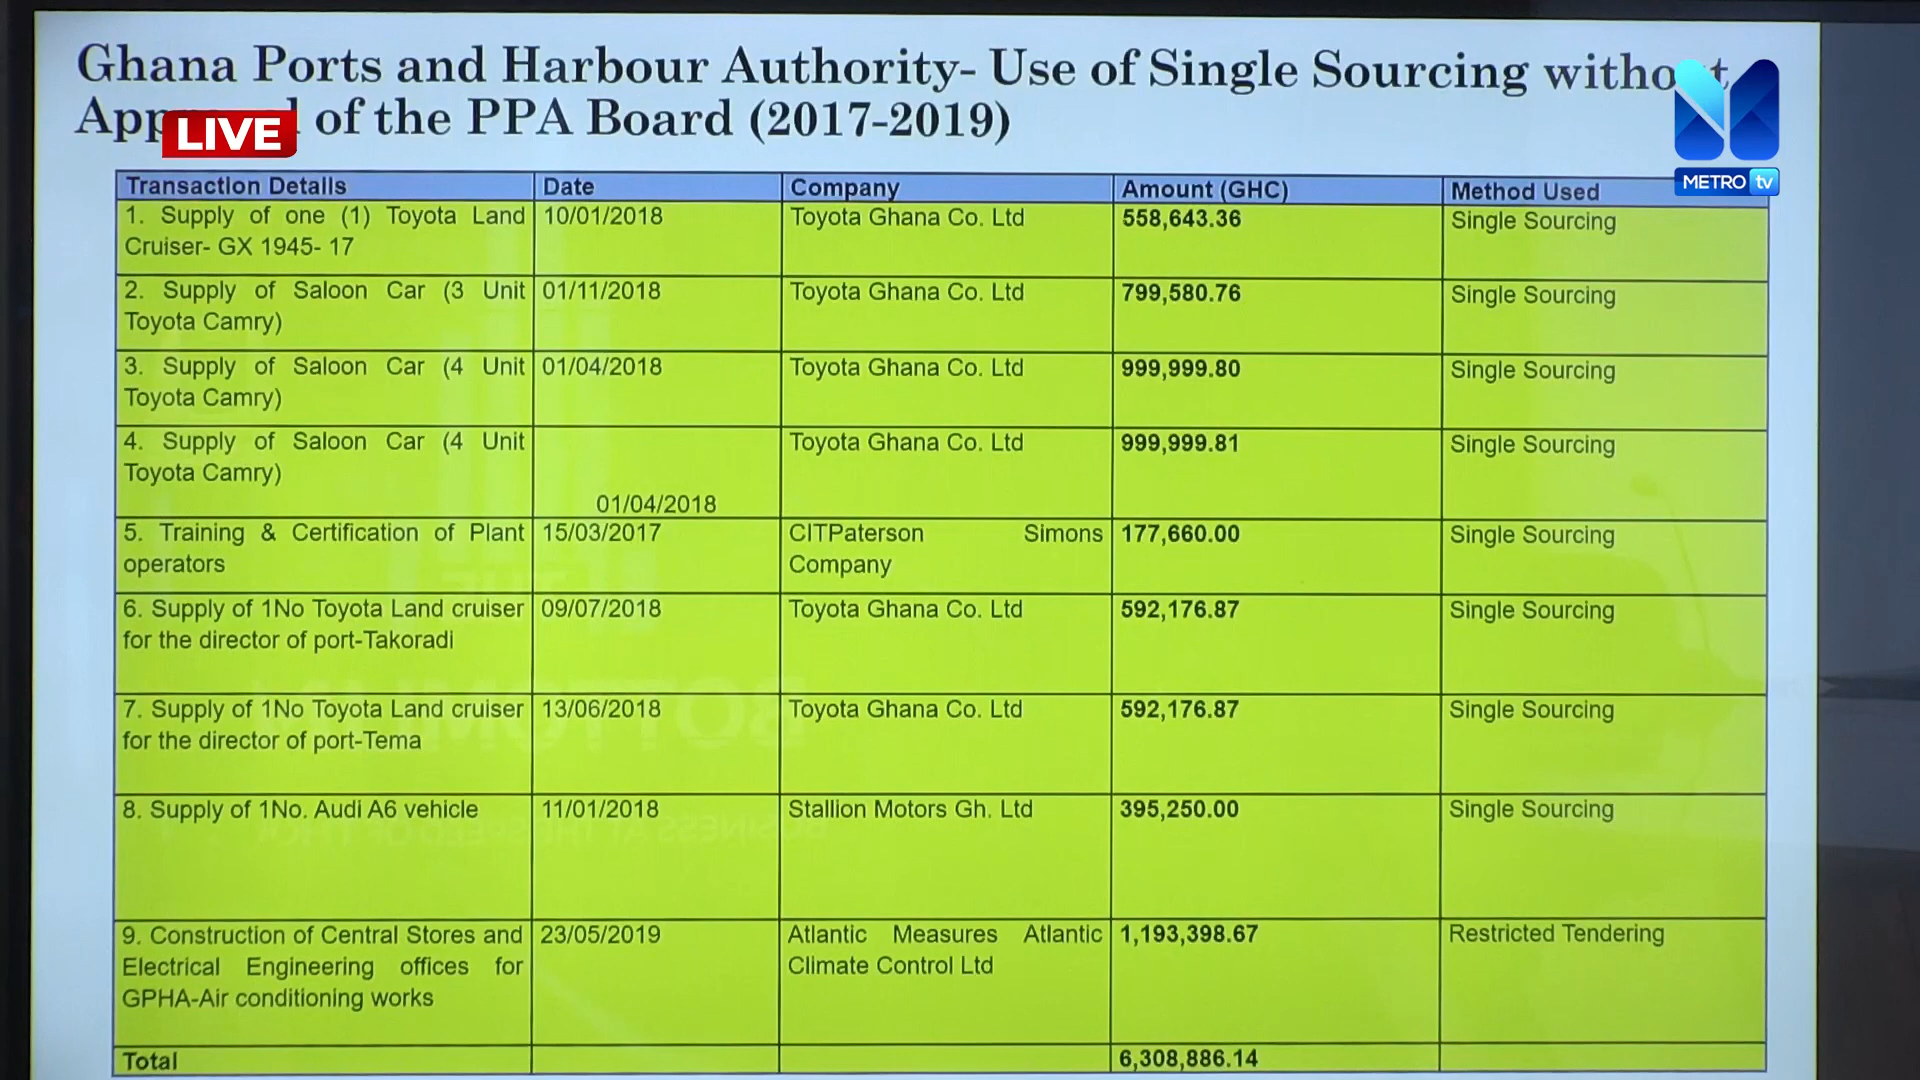 Ghana Ports and Harbour Authority- Use of Single Sourcing
of the PPA Board (2017-2019)
LIVE
METRO tv
Transaction Details Date Company Amount (GHC) Method Used
1. Supply of one (1) Toyota Land 10/01/2018 Toyota Ghana Co. Ltd 558,643.36 Single Sourcing
Cruiser- GX 1945- 17
2. Supply of Saloon Car (3 Unit 01/11/2018 Toyota Ghana Co. Ltd 799,580.76 Single Sourcing
Toyota Camry)
3. Supply of Saloon Car (4 Unit 01/04/2018 Toyota Ghana Co. Ltd 999,999.80 Single Sourcing
Toyota Camry)
4. Supply of Saloon Car (4 Unit Toyota Ghana Co. Ltd 999,999.81 Single Sourcing
Toyota Camry)
01/04/2018
5. Training & Certification of Plant 15/03/2017 CITPaterson Simons 177,660.00 Single Sourcing
operators Company
6. Supply of 1No Toyota Land cruiser 09/07/2018 Toyota Ghana Co. Ltd 592,176.87 Single Sourcing
for the director of port-Takoradi
7. Supply of 1No Toyota Land cruiser 13/06/2018 Toyota Ghana Co. Ltd 592,176.87 Single Sourcing
for the director of port-Tema
8. Supply of 1No. Audi A6 vehicle 11/01/2018 Stallion Motors Gh. Ltd 395,250.00 Single Sourcing
9. Construction of Central Stores and 23/05/2019 Atlantic Measures Atlantic 1,193,398.67 Restricted Tendering
Electrical Engineering offices for Climate Control Ltd
GPHA-Air conditioning works
Total 6,308,886.14